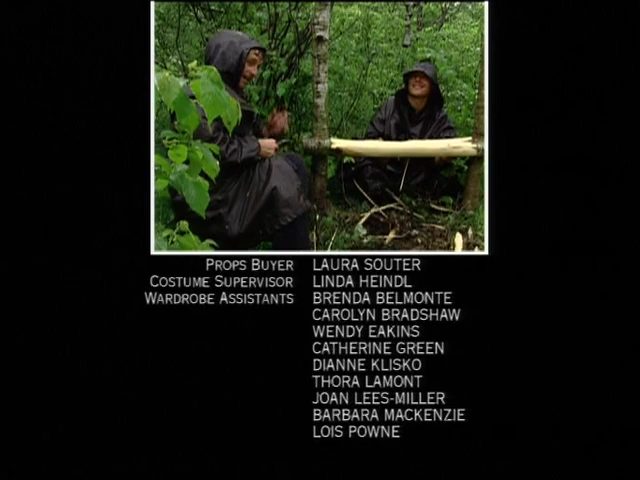 PROPS BUYER LAURA SOUTER
COSTUME SUPERVISOR LINDA HEINDL
WARDROBE ASSISTANTS BRENDA BELMONTE
CAROLYN BRADSHAW
WENDY EAKINS
CATHERINE GREEN
DIANNE KLISKO
THORA LAMONT
JOAN LEES-MILLER
BARBARA MACKENZIE
LOIS POWNE